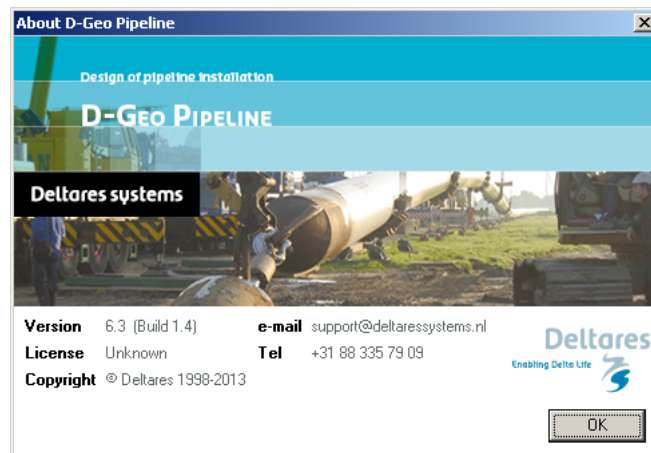 About D-Geo Pipeline
Design of pipeline installation
D-GEO PIPELINE
Deltares systems
Version 6.3 (Build 1.4) e-mail support@deltaressystems.nl
License Unknown Tel +31 88 335 79 09
Copyright © Deltares 1998-2013
Deltares
Enabling Delta Life
OK